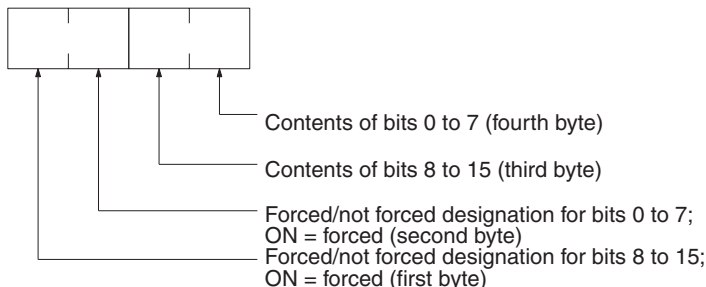 Contents of bits 0 to 7 (fourth byte)
Contents of bits 8 to 15 (third byte)
Forced/not forced designation for bits 0 to 7;
ON = forced (second byte)
Forced/not forced designation for bits 8 to 15;
ON = forced (first byte)